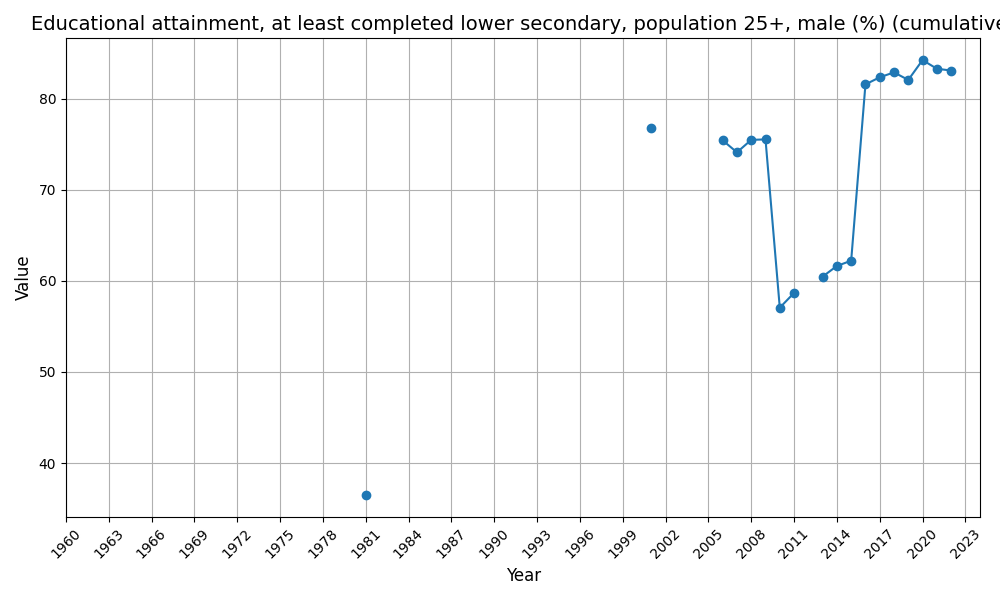 Educational attainment, at least completed lower secondary, population 25+, male (%) (cumulative
80
70
60
50
40
Value
1960 1963 1966 1969 1972 1975 1978 1981 1984 1987 1990 1993 1996 1999 2002 2005 2008 2011 2014 2017 2020 2023
Year